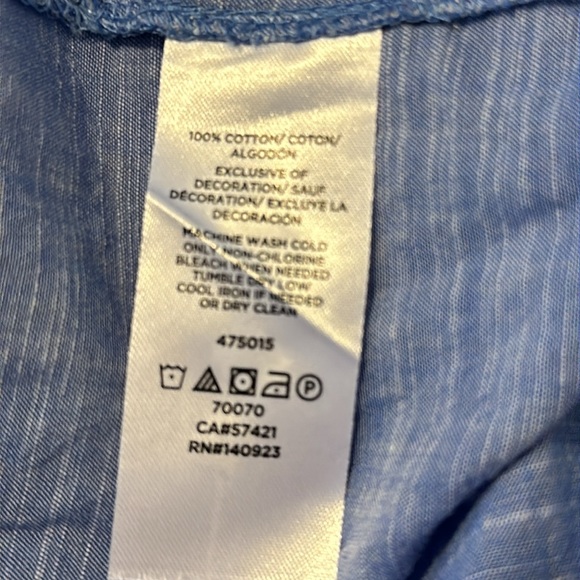 100% COTTON/ COTON/
ALGODÓN
EXCLUSIVE OF
DECORATION/ SAUF
DÉCORATION/ EXCLUYE LA
DECORACIÓN
MACHINE WASH COLD
ONLY NON-CHLORINE
BLEACH WHEN NEEDED
TUMBLE DRY LOW
COOL IRON IF NEEDED
OR DRY CLEAN
475015
P
70070
CA#57421
RN#140923